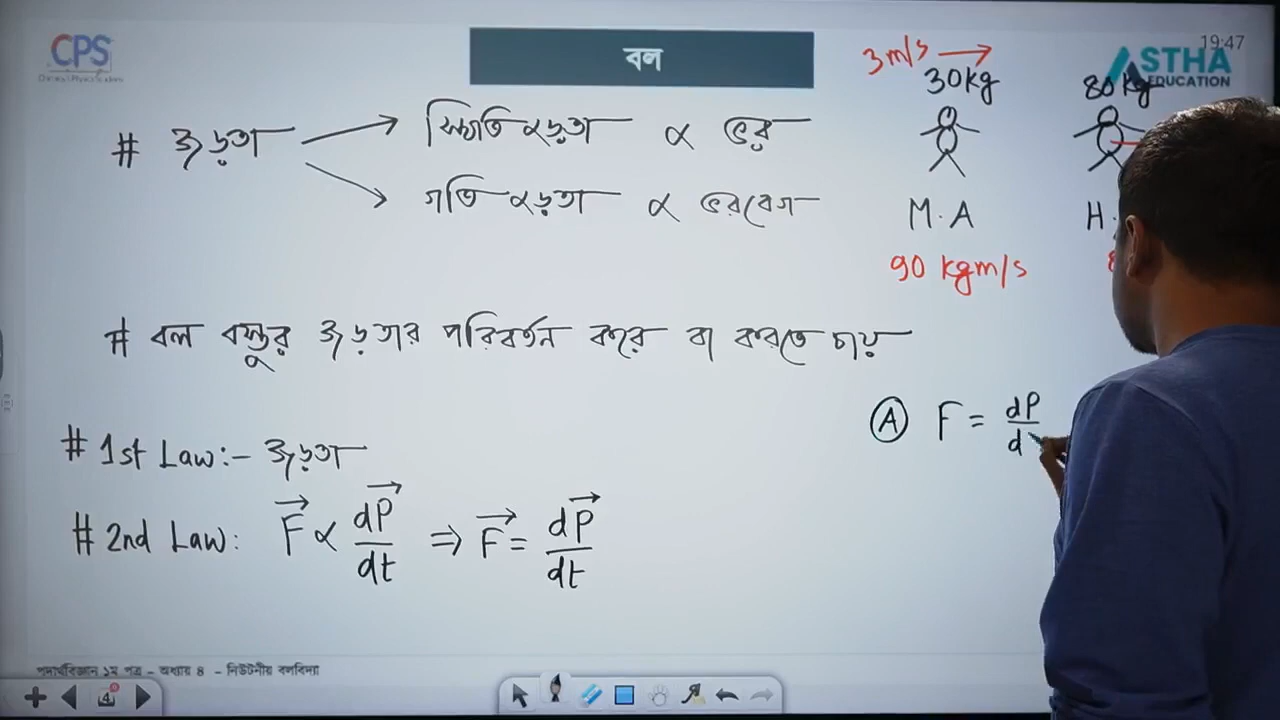 CPS
বল
19:47
ASTHA
EDUCATION
3m/s →
30kg
80kg
# জড়তা → স্থিতি জড়তা ∝ ভর
→ গতি জড়তা ∝ ভরবেগ
M.A
H.
90 kgm/s
# বল বস্তুর জড়তার পরিবর্তন করে বা করতে চায়
Ⓐ F = dP/d
# 1st Law:- জড়তা
# 2nd Law: F⃗ ∝ dP⃗/dt ⇒ F⃗ = dP⃗/dt
পদার্থবিজ্ঞান ১ম পত্র - অধ্যায় ৪ - নিউটনীয় বলবিদ্যা
4